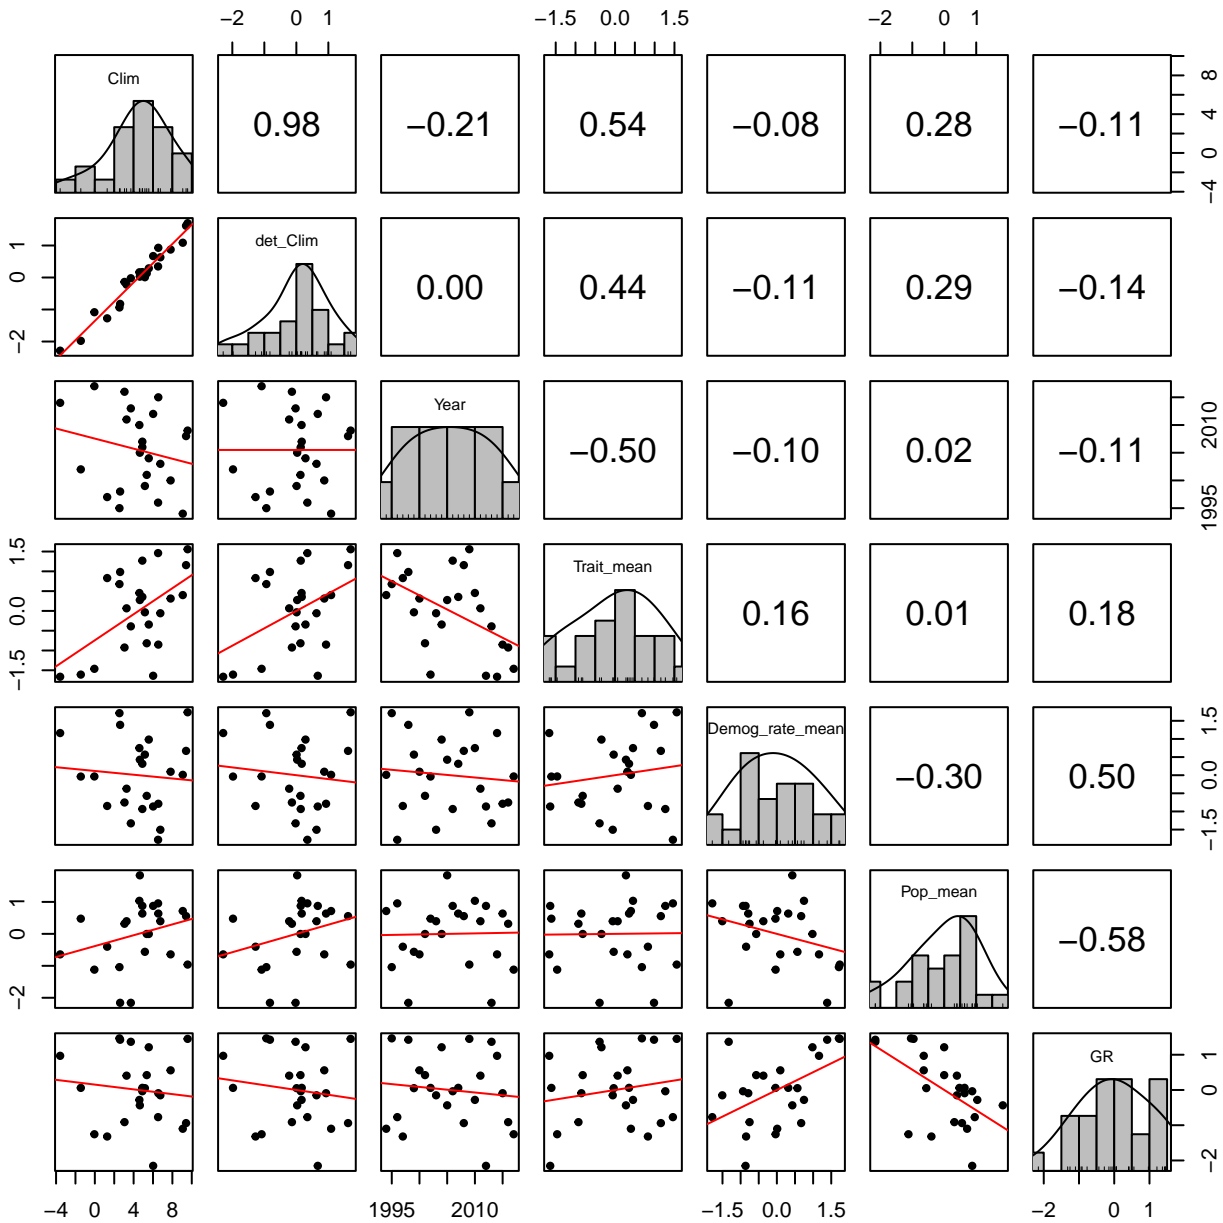 −2 0 1 −1.5 0.0 1.5 −2 0 1
Clim 0.98 −0.21 0.54 −0.08 0.28 −0.11 −4 0 4 8
−2 0 1 det_Clim 0.00 0.44 −0.11 0.29 −0.14
Year −0.50 −0.10 0.02 −0.11 1995 2010
−1.5 0.0 1.5 Trait_mean 0.16 0.01 0.18
Demog_rate_mean −0.30 0.50 −1.5 0.0 1.5
−2 0 1 Pop_mean −0.58
GR −2 0 1
−4 0 4 8 1995 2010 −1.5 0.0 1.5 −2 0 1